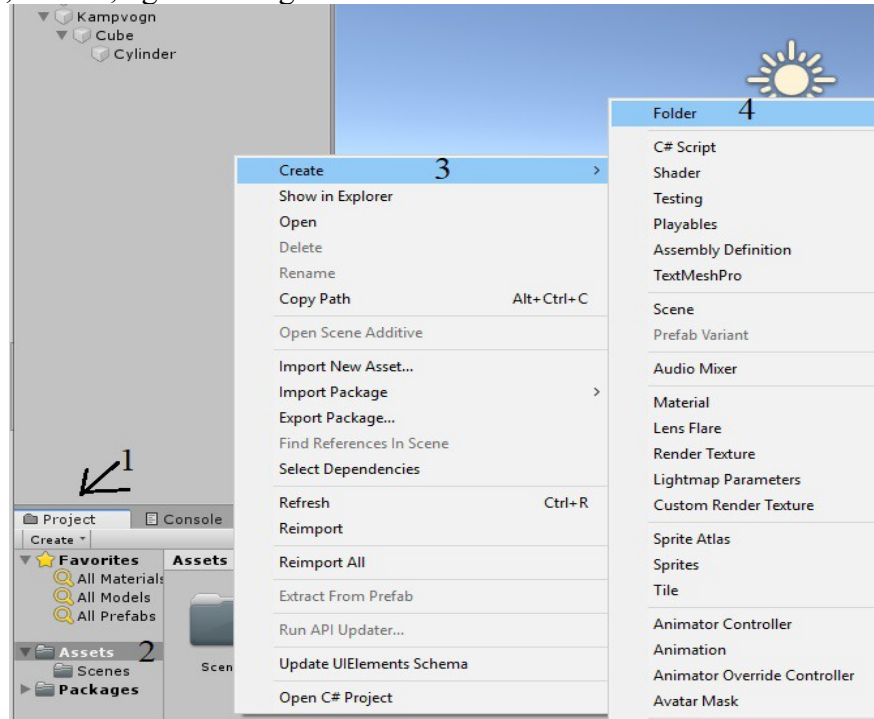 Kampvogn
Cube
Cylinder
1
Project
Console
Create
Favorites
All Materials
All Models
All Prefabs
Assets 2
Scenes
Packages
Assets
Create 3
Show in Explorer
Open
Delete
Rename
Copy Path Alt+Ctrl+C
Open Scene Additive
Import New Asset...
Import Package
Export Package...
Find References In Scene
Select Dependencies
Refresh Ctrl+R
Reimport
Reimport All
Extract From Prefab
Run API Updater...
Update UIElements Schema
Open C# Project
Folder 4
C# Script
Shader
Testing
Playables
Assembly Definition
TextMeshPro
Scene
Prefab Variant
Audio Mixer
Material
Lens Flare
Render Texture
Lightmap Parameters
Custom Render Texture
Sprite Atlas
Sprites
Tile
Animator Controller
Animation
Animator Override Controller
Avatar Mask